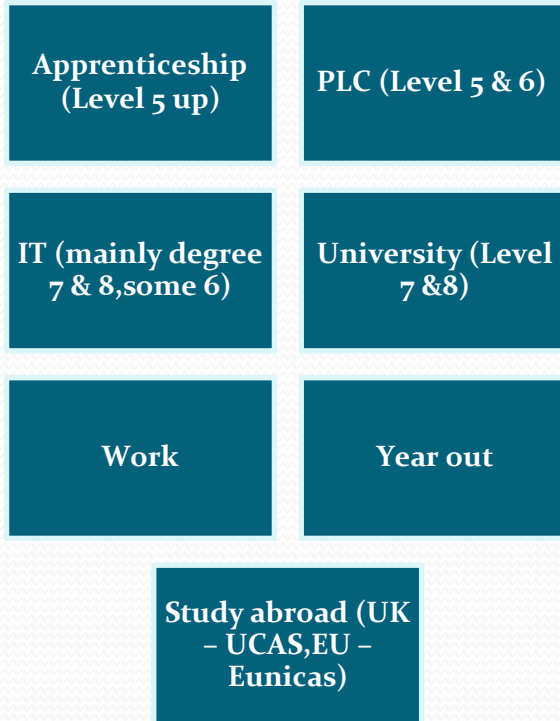 Apprenticeship
(Level 5 up)
PLC (Level 5 & 6)
IT (mainly degree
7 & 8,some 6)
University (Level
7 &8)
Work
Year out
Study abroad (UK
– UCAS,EU –
Eunicas)